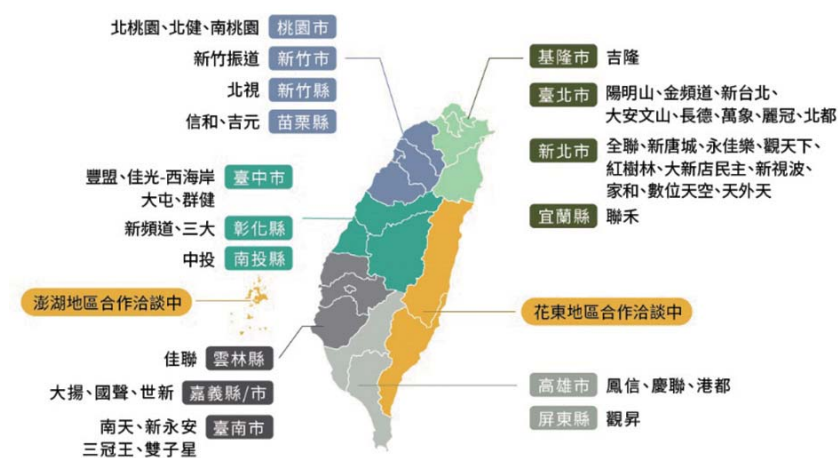 北桃園、北健、南桃園 桃園市
新竹振道 新竹市
北視 新竹縣
信和、吉元 苗栗縣
豐盟、佳光-西海岸 臺中市
大屯、群健
新頻道、三大 彰化縣
中投 南投縣
澎湖地區合作洽談中
佳聯 雲林縣
大揚、國聲、世新 嘉義縣/市
南天、新永安 臺南市
三冠王、雙子星
基隆市 吉隆
臺北市 陽明山、金頻道、新台北、
大安文山、長德、萬象、麗冠、北都
新北市 全聯、新唐城、永佳樂、觀天下、
紅樹林、大新店民主、新視波、
家和、數位天空、天外天
宜蘭縣 聯禾
花東地區合作洽談中
高雄市 鳳信、慶聯、港都
屏東縣 觀昇